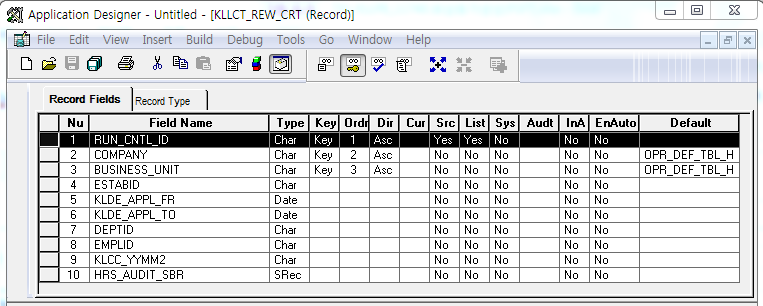 Application Designer - Untitled - [KLLCT_REW_CRT (Record)]
File Edit View Insert Build Debug Tools Go Window Help
Record Fields Record Type
Nu Field Name Type Key Ordr Dir Cur Src List Sys Audt InA EnAuto Default
1 RUN_CNTL_ID Char Key 1 Asc Yes Yes No No No
2 COMPANY Char Key 2 Asc No No No No No OPR_DEF_TBL_H
3 BUSINESS_UNIT Char Key 3 Asc No No No No No OPR_DEF_TBL_H
4 ESTABID Char No No No No No
5 KLDE_APPL_FR Date No No No No No
6 KLDE_APPL_TO Date No No No No No
7 DEPTID Char No No No No No
8 EMPLID Char No No No No No
9 KLCC_YYMM2 Char No No No No No
10 HRS_AUDIT_SBR SRec No No No No No